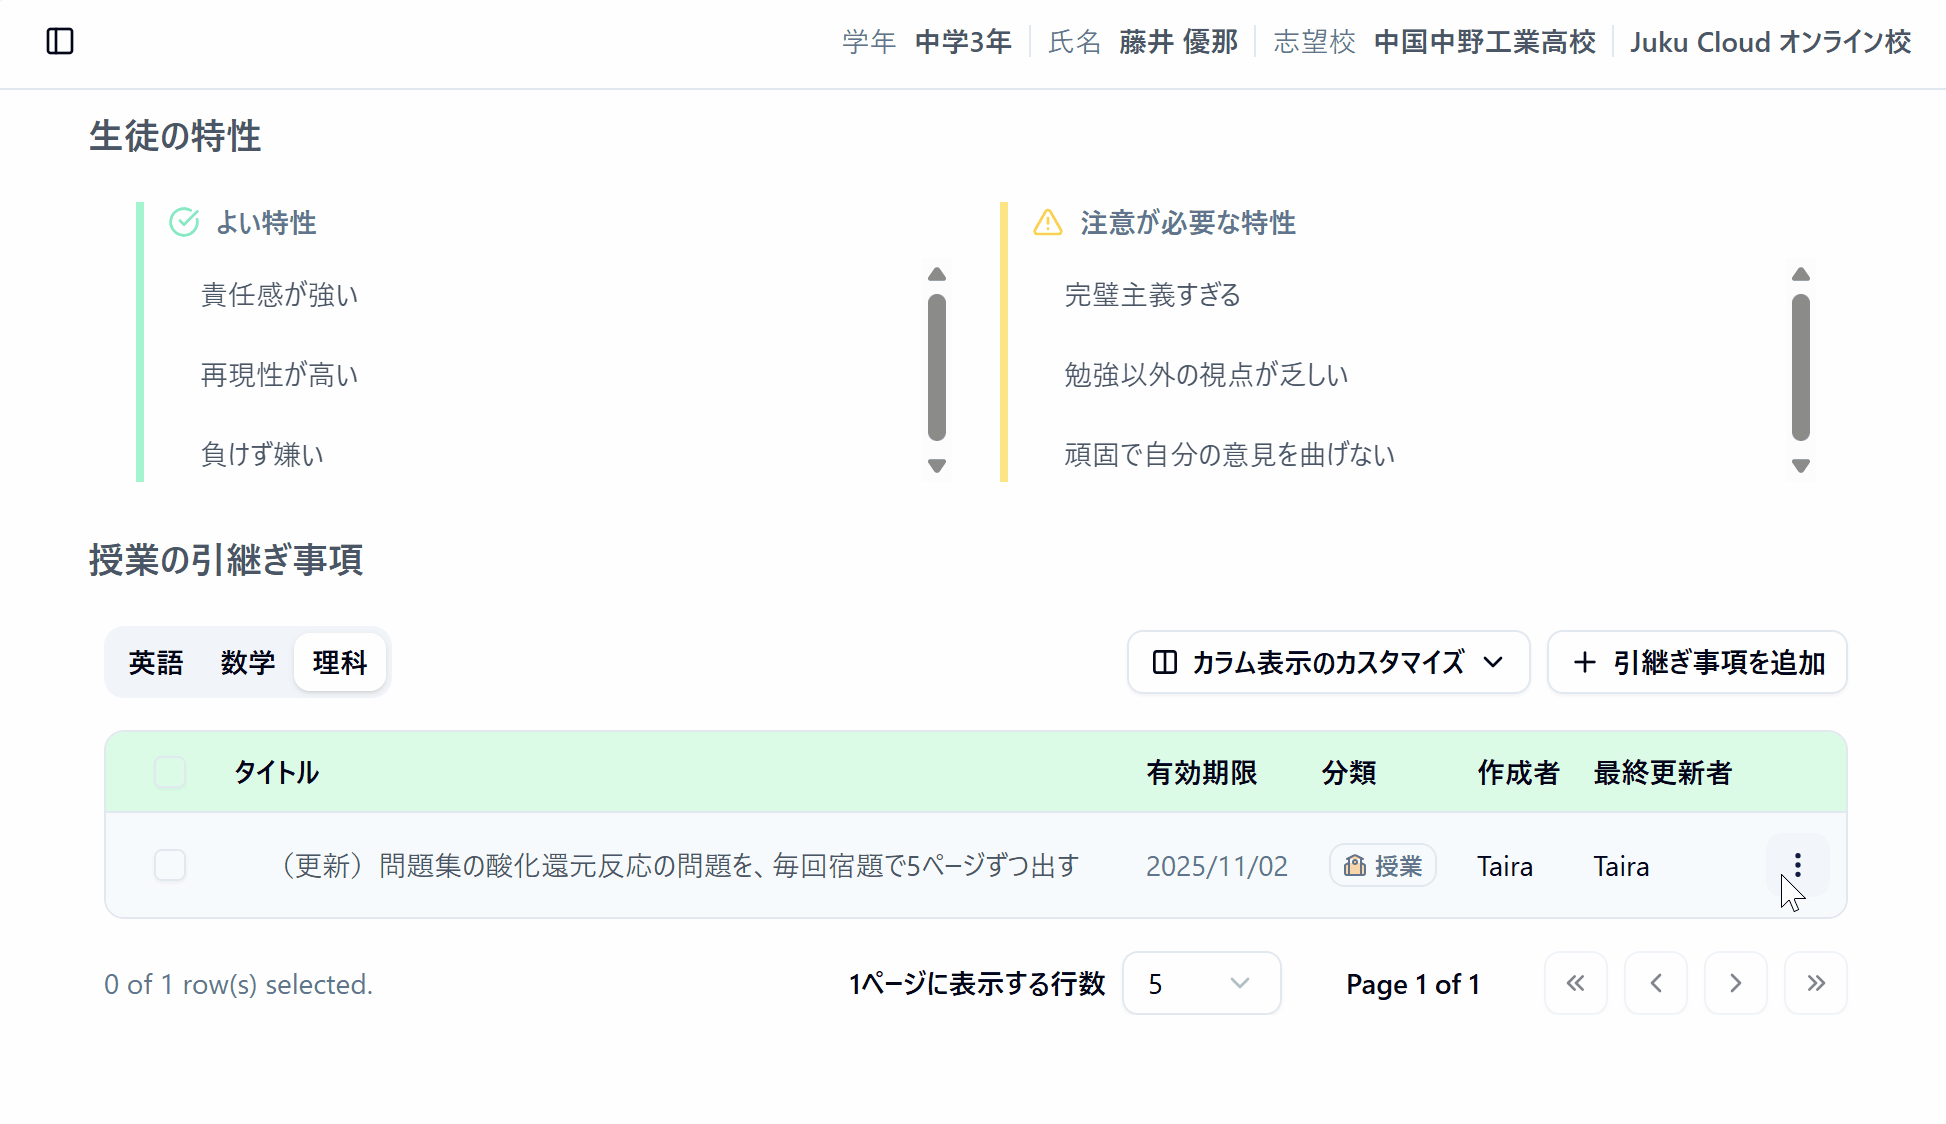 学年 中学3年 氏名 藤井 優那 志望校 中国中野工業高校 Juku Cloud オンライン校
生徒の特性
よい特性
責任感が強い
再現性が高い
負けず嫌い
注意が必要な特性
完璧主義すぎる
勉強以外の視点が乏しい
頑固で自分の意見を曲げない
授業の引継ぎ事項
英語 数学 理科 カラム表示のカスタマイズ 引継ぎ事項を追加
タイトル 有効期限 分類 作成者 最終更新者
（更新）問題集の酸化還元反応の問題を、毎回宿題で5ページずつ出す 2025/11/02 授業 Taira Taira
0 of 1 row(s) selected. 1ページに表示する行数 5 Page 1 of 1